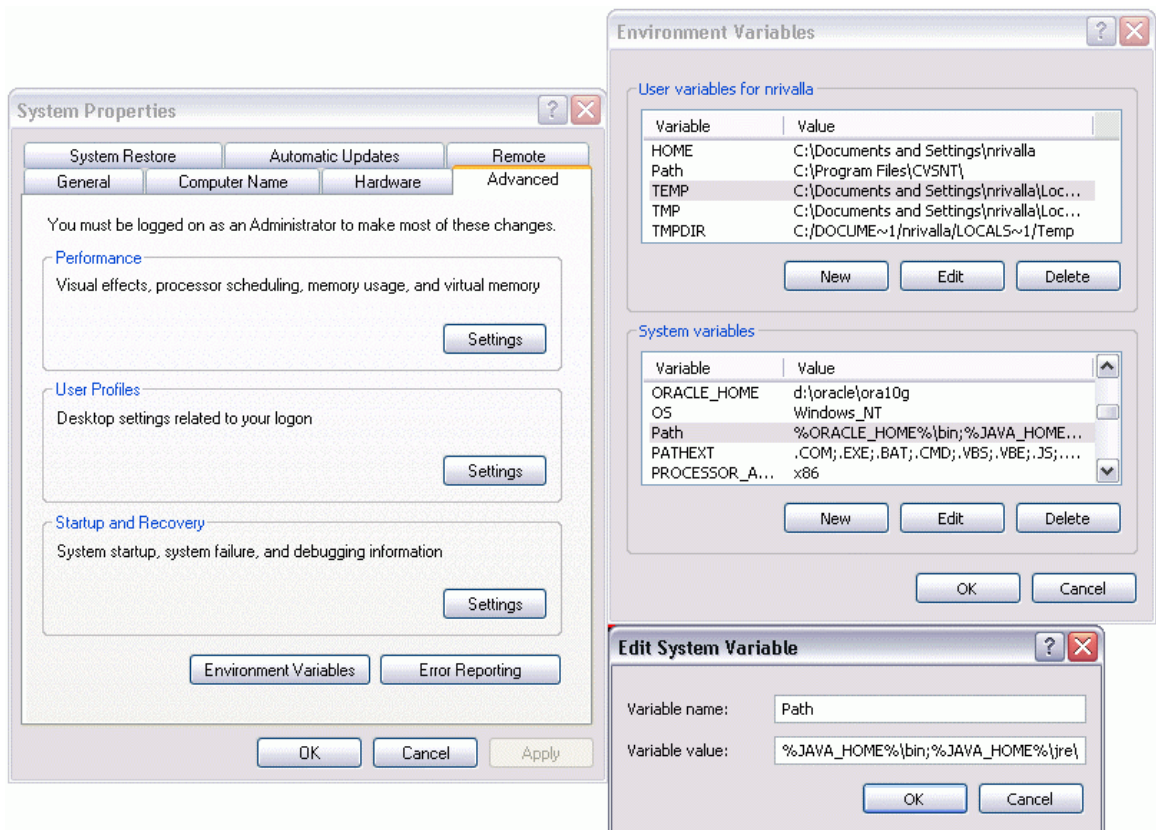 System Properties
System Restore Automatic Updates Remote
General Computer Name Hardware Advanced
You must be logged on as an Administrator to make most of these changes.
Performance
Visual effects, processor scheduling, memory usage, and virtual memory
Settings
User Profiles
Desktop settings related to your logon
Settings
Startup and Recovery
System startup, system failure, and debugging information
Settings
Environment Variables Error Reporting
OK Cancel Apply
Environment Variables
User variables for nrivalla
Variable Value
HOME C:\Documents and Settings\nrivalla
Path C:\Program Files\CVSNT\
TEMP C:\Documents and Settings\nrivalla\Loc...
TMP C:\Documents and Settings\nrivalla\Loc...
TMPDIR C:/DOCUME~1/nrivalla/LOCALS~1/Temp
New Edit Delete
System variables
Variable Value
ORACLE_HOME d:\oracle\ora10g
OS Windows_NT
Path %ORACLE_HOME%\bin;%JAVA_HOME...
PATHEXT .COM;.EXE;.BAT;.CMD;.VBS;.VBE;.JS;....
PROCESSOR_A... x86
New Edit Delete
OK Cancel
Edit System Variable
Variable name: Path
Variable value: %JAVA_HOME%\bin;%JAVA_HOME%\jre\
OK Cancel